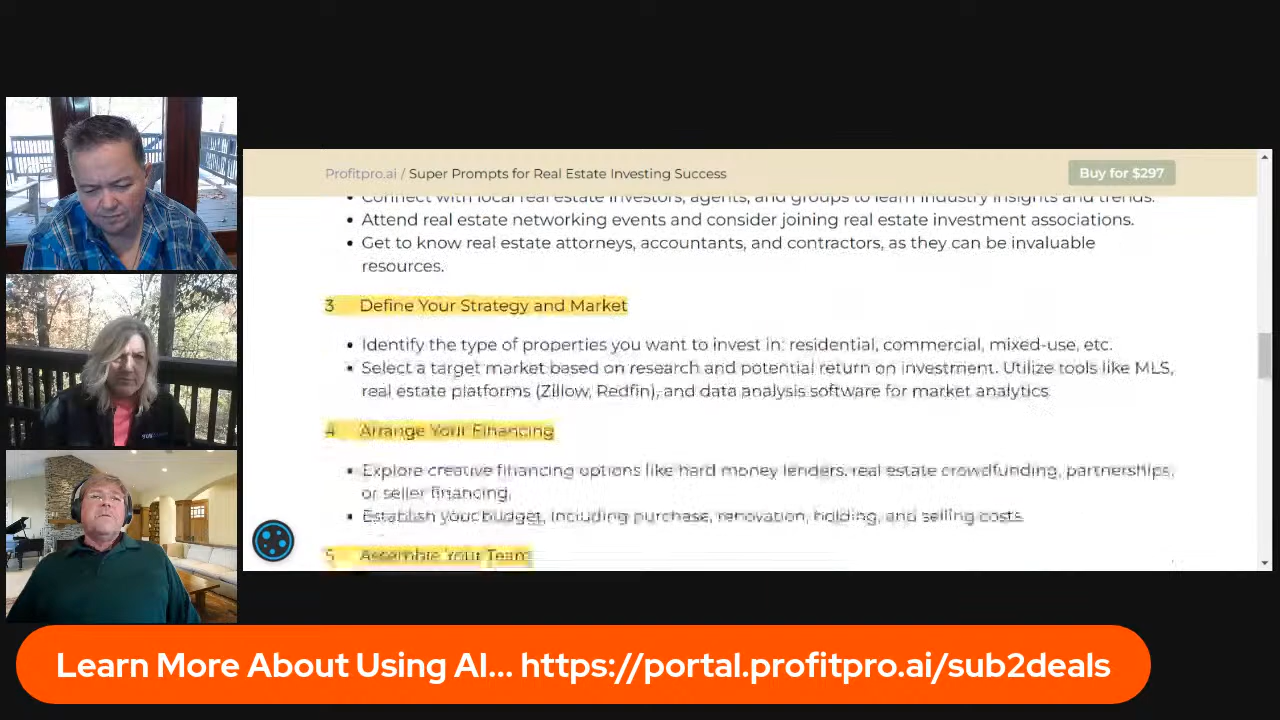 Profitpro.ai / Super Prompts for Real Estate Investing Success
Buy for $297
• Connect with local real estate investors, agents, and groups to learn industry insights and trends.
• Attend real estate networking events and consider joining real estate investment associations.
• Get to know real estate attorneys, accountants, and contractors, as they can be invaluable
resources.
3 Define Your Strategy and Market
• Identify the type of properties you want to invest in: residential, commercial, mixed-use, etc.
• Select a target market based on research and potential return on investment. Utilize tools like MLS,
real estate platforms (Zillow, Redfin), and data analysis software for market analytics
4 Arrange Your Financing
• Explore creative financing options like hard money lenders, real estate crowdfunding, partnerships,
or seller financing.
• Establish your budget, including purchase, renovation, holding, and selling costs.
5 Assemble Your Team
Learn More About Using AI... https://portal.profitpro.ai/sub2deals